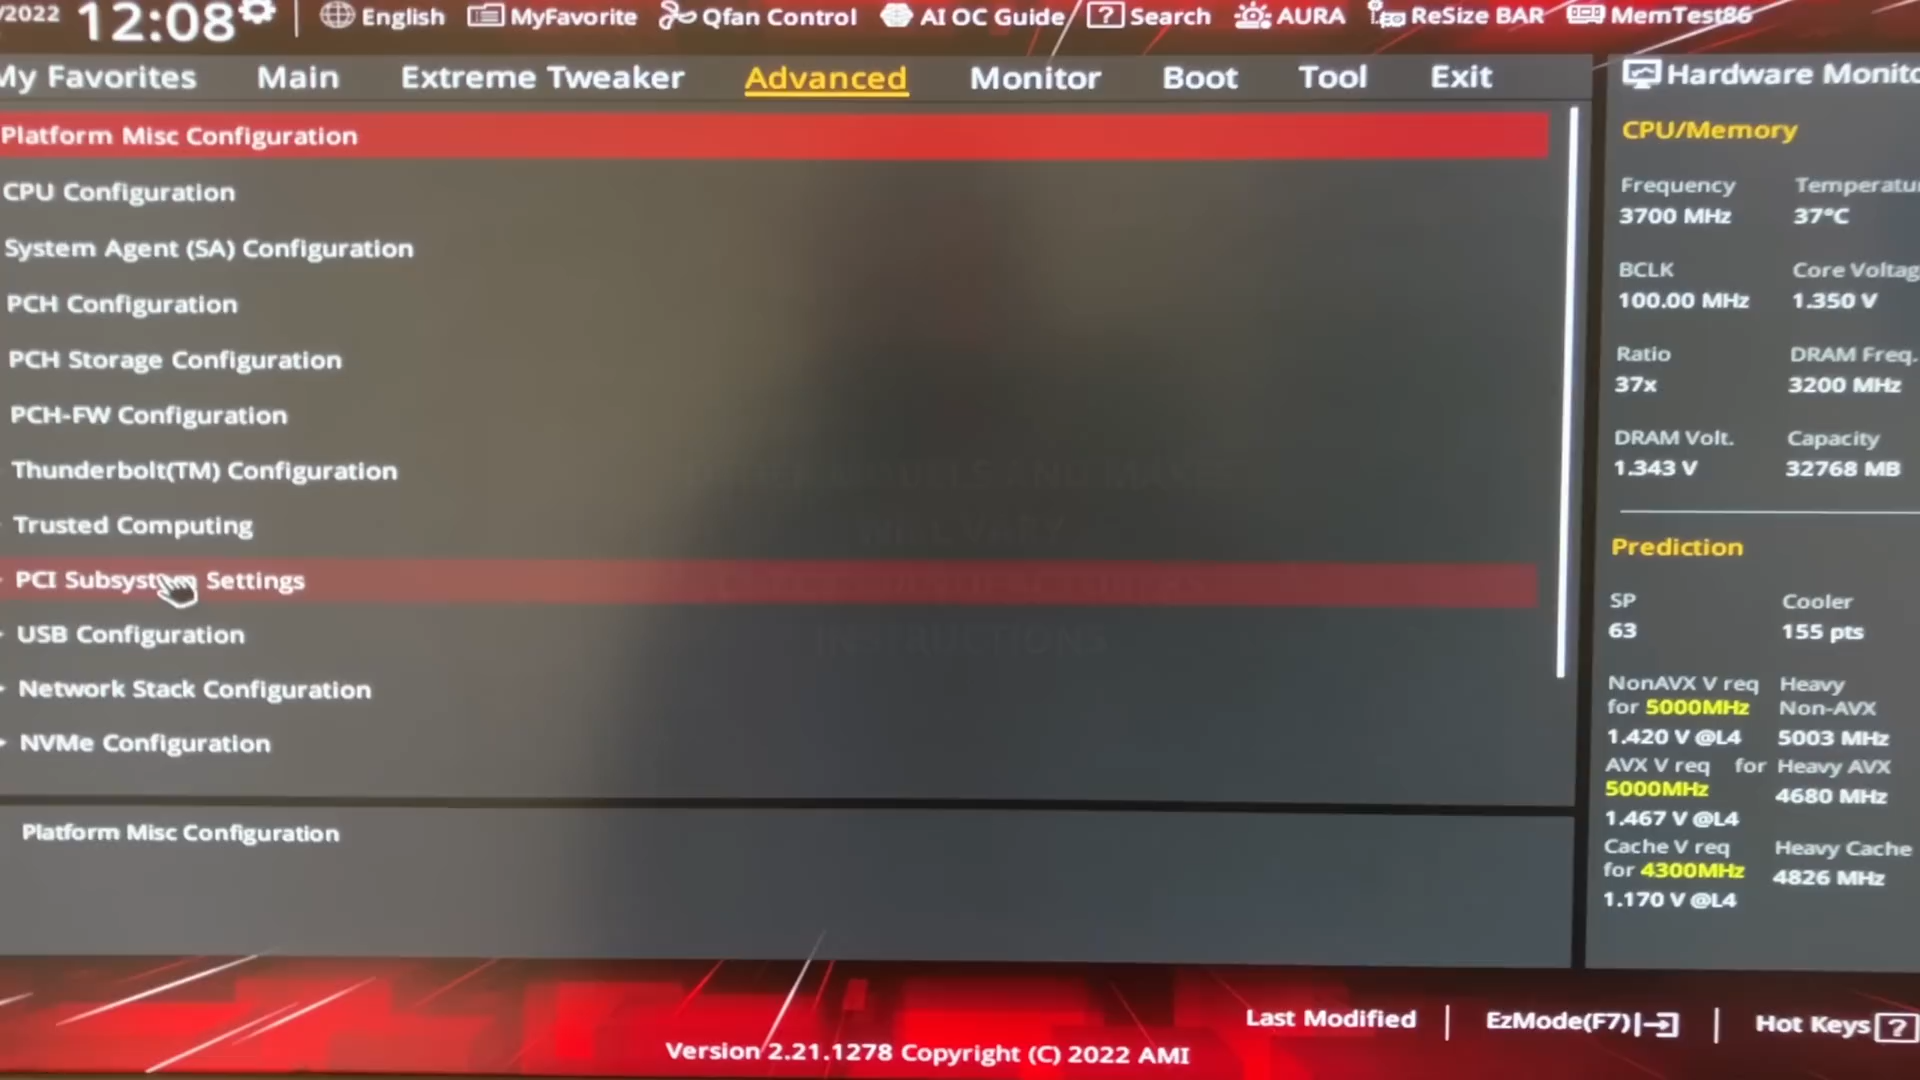 /2022 12:08 English MyFavorite Qfan Control AI OC Guide ? Search AURA ReSize BAR MemTest86
My Favorites Main Extreme Tweaker Advanced Monitor Boot Tool Exit
Platform Misc Configuration
CPU Configuration
System Agent (SA) Configuration
PCH Configuration
PCH Storage Configuration
PCH-FW Configuration
Thunderbolt(TM) Configuration
Trusted Computing
PCI Subsystem Settings
USB Configuration
Network Stack Configuration
NVMe Configuration
Platform Misc Configuration
WILL VARY
INSTRUCTIONS
Hardware Monito
CPU/Memory
Frequency Temperatu
3700 MHz 37°C
BCLK Core Voltag
100.00 MHz 1.350 V
Ratio DRAM Freq.
37x 3200 MHz
DRAM Volt. Capacity
1.343 V 32768 MB
Prediction
SP Cooler
63 155 pts
NonAVX V req Heavy
for 5000MHz Non-AVX
1.420 V @L4 5003 MHz
AVX V req for Heavy AVX
5000MHz 4680 MHz
1.467 V @L4
Cache V req Heavy Cache
for 4300MHz 4826 MHz
1.170 V @L4
Last Modified EzMode(F7) Hot Keys ?
Version 2.21.1278 Copyright (C) 2022 AMI